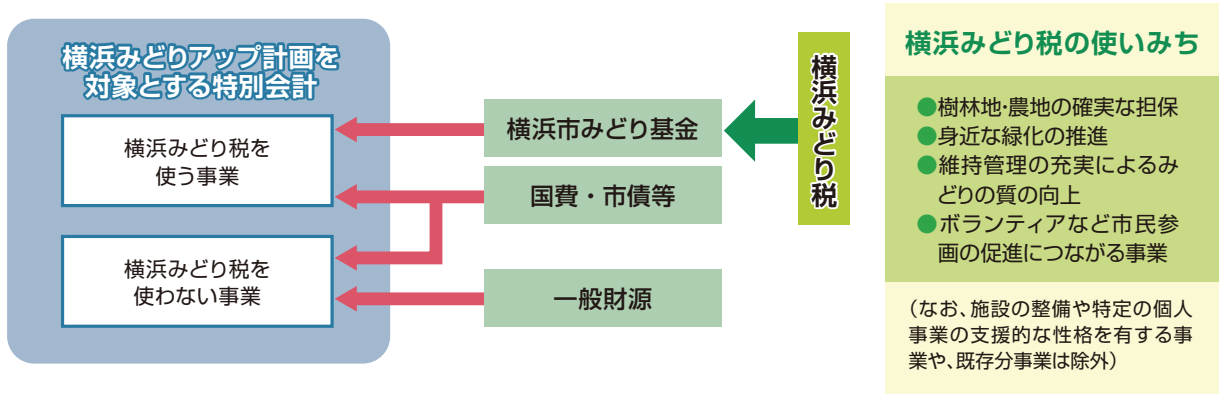 横浜みどりアップ計画を
対象とする特別会計
横浜みどり税を
使う事業
横浜みどり税を
使わない事業
横浜市みどり基金
国費・市債等
一般財源
横浜みどり税
横浜みどり税の使いみち
●樹林地・農地の確実な担保
●身近な緑化の推進
●維持管理の充実によるみ
どりの質の向上
●ボランティアなど市民参
画の促進につながる事業
(なお、施設の整備や特定の個人
事業の支援的な性格を有する事
業や、既存分事業は除外)